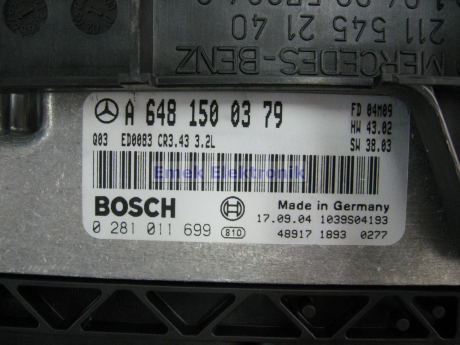 MERCEDES-BENZ
211 545 21 40
A 648 150 03 79
FD 04M09
HW 43.02
Q03 ED0083 CR3.43 3.2L
SW 38.03
Emek Elektronik
BOSCH
Made in Germany
17.09.04 1039S04193
0 281 011 699 B10
48917 1893 0277